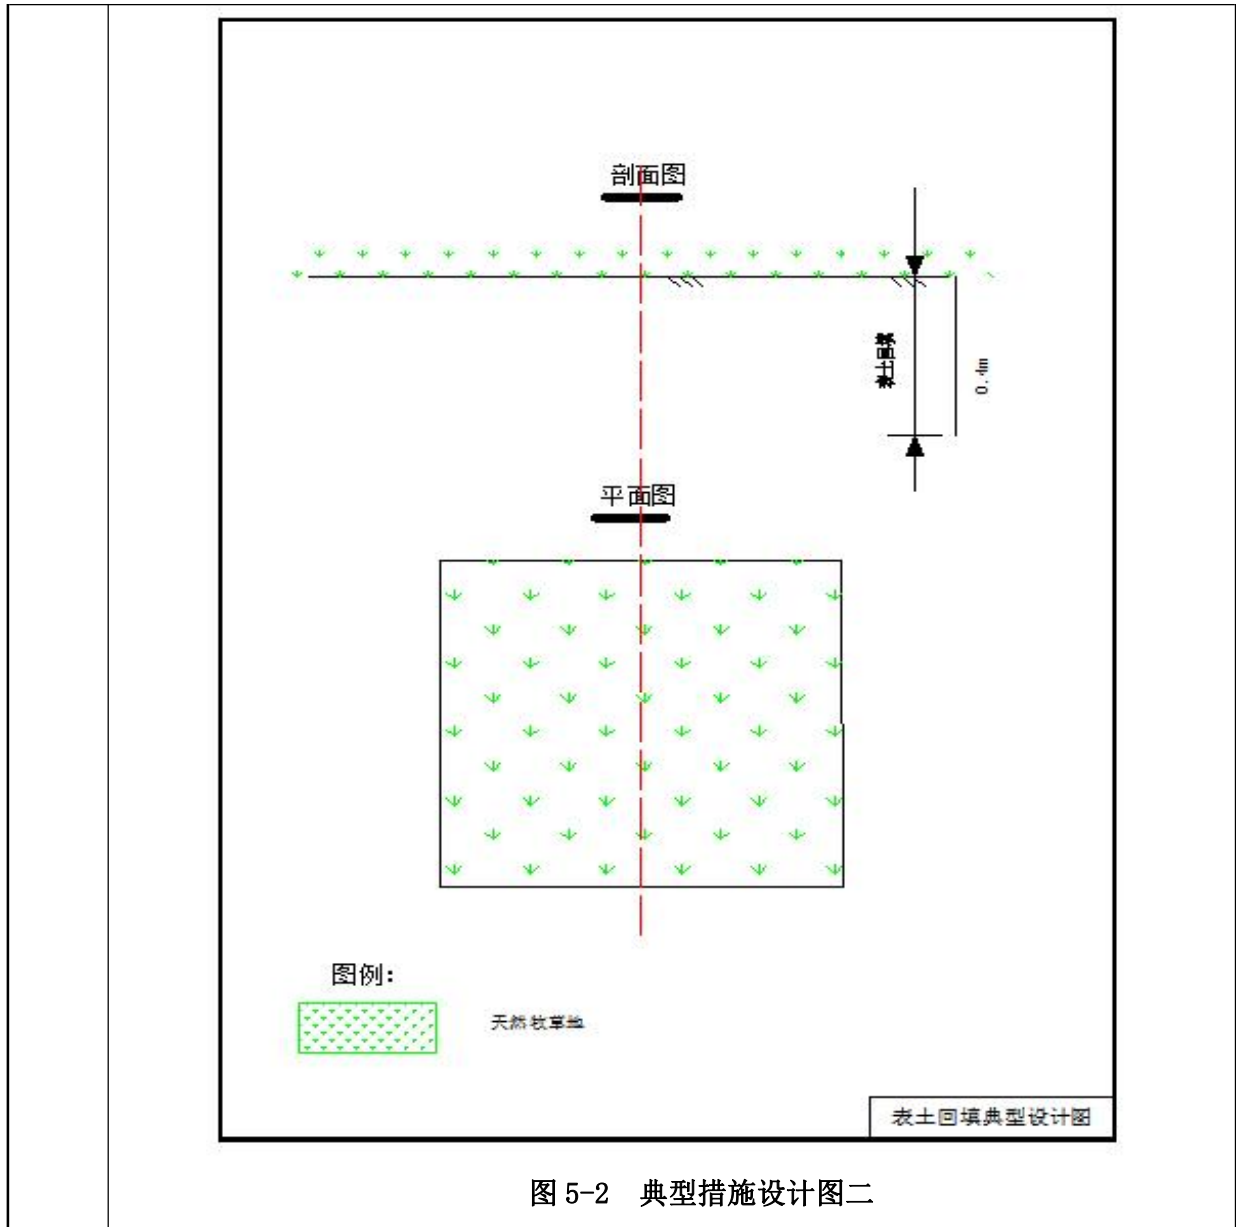 剖面图
表土回填
0.4m
平面图
图例：
天然牧草地
表土回填典型设计图
图 5-2 典型措施设计图二